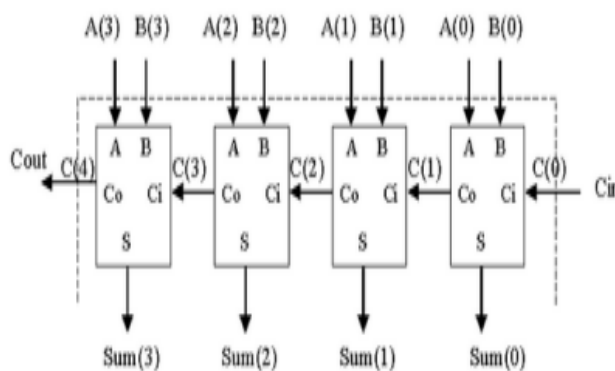 A(3) B(3) A(2) B(2) A(1) B(1) A(0) B(0)
A B A B A B A B
Cout C(4) C(3) C(2) C(1) C(0) Cin
Co Ci Co Ci Co Ci Co Ci
S S S S
Sum(3) Sum(2) Sum(1) Sum(0)